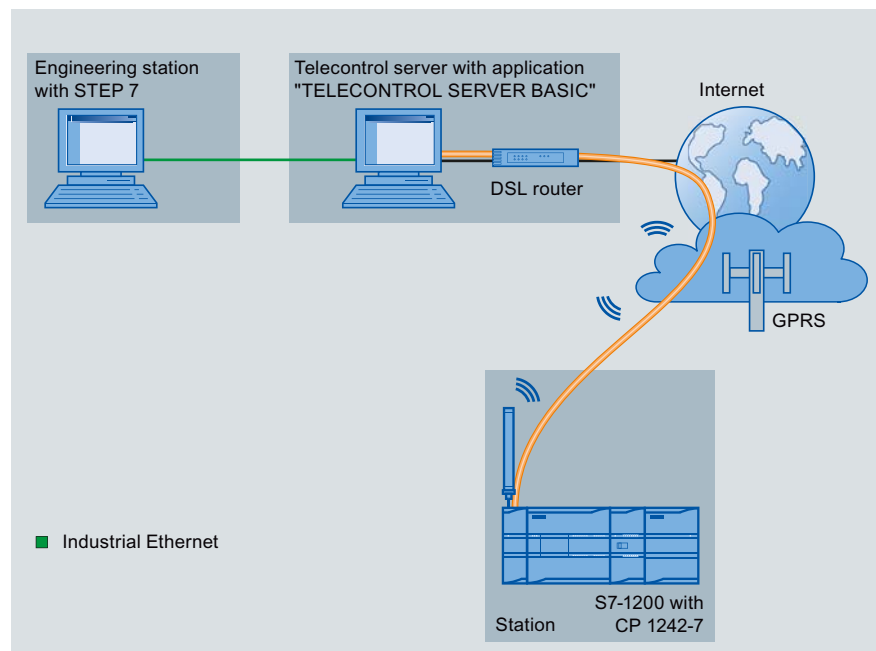 Engineering station
with STEP 7
Telecontrol server with application
"TELECONTROL SERVER BASIC"
Internet
DSL router
GPRS
Industrial Ethernet
S7-1200 with
CP 1242-7
Station